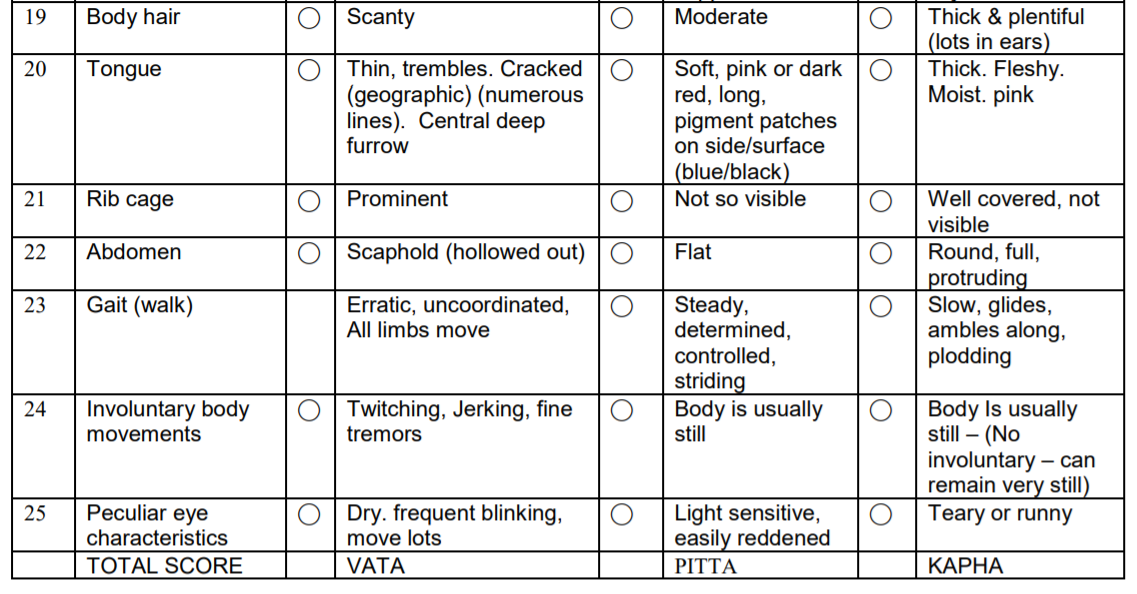 19 Body hair Scanty Moderate Thick & plentiful
(lots in ears)
20 Tongue Thin, trembles. Cracked Soft, pink or dark Thick. Fleshy.
(geographic) (numerous red, long, Moist. pink
lines). Central deep pigment patches
furrow on side/surface
(blue/black)
21 Rib cage Prominent Not so visible Well covered, not
visible
22 Abdomen Scaphold (hollowed out) Flat Round, full,
protruding
23 Gait (walk) Erratic, uncoordinated, Steady, Slow, glides,
All limbs move determined, ambles along,
controlled, plodding
striding
24 Involuntary body Twitching, Jerking, fine Body is usually Body Is usually
movements tremors still still – (No
involuntary – can
remain very still)
25 Peculiar eye Dry. frequent blinking, Light sensitive, Teary or runny
characteristics move lots easily reddened
TOTAL SCORE VATA PITTA KAPHA